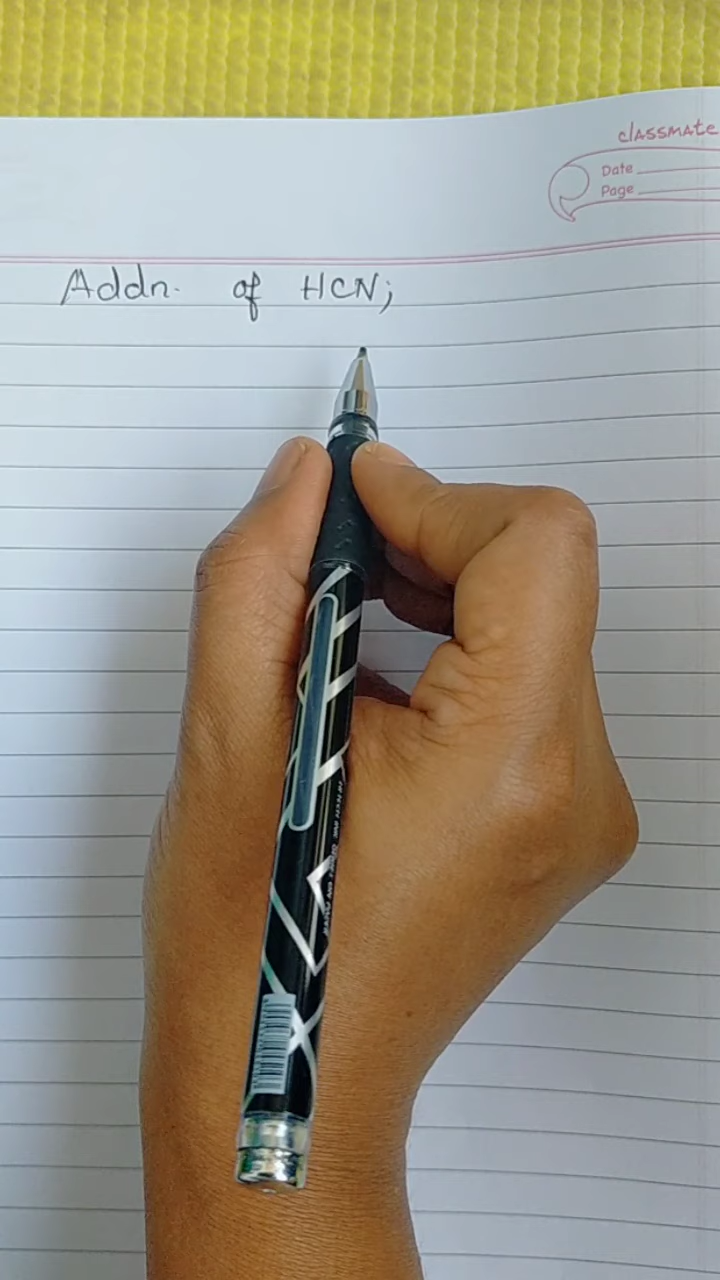 classmate
Date
Page
Addn. of HCN;